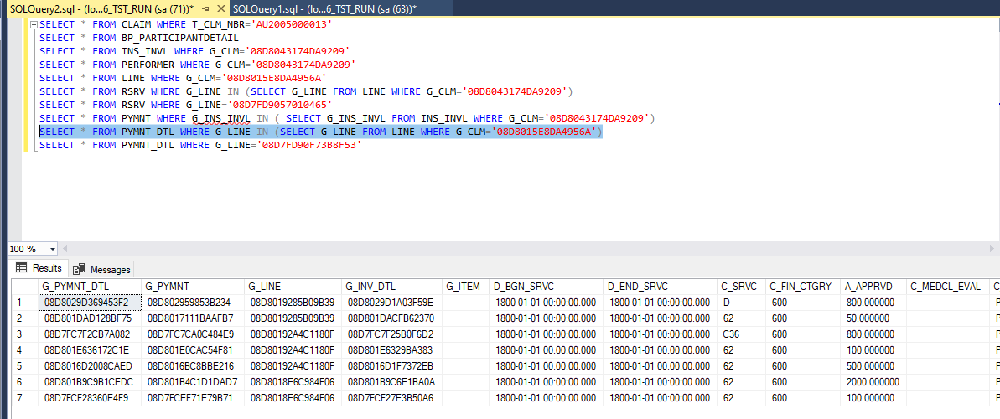 SQLQuery2.sql - (lo...6_TST_RUN (sa (71))* SQLQuery1.sql - (lo...6_TST_RUN (sa (63))*
SELECT * FROM CLAIM WHERE T_CLM_NBR='AU2005000013'
SELECT * FROM BP_PARTICIPANTDETAIL
SELECT * FROM INS_INVL WHERE G_CLM='08D8043174DA9209'
SELECT * FROM PERFORMER WHERE G_CLM='08D8043174DA9209'
SELECT * FROM LINE WHERE G_CLM='08D8015E8DA4956A'
SELECT * FROM RSRV WHERE G_LINE IN (SELECT G_LINE FROM LINE WHERE G_CLM='08D8043174DA9209')
SELECT * FROM RSRV WHERE G_LINE='08D7FD9057010465'
SELECT * FROM PYMNT WHERE G_INS_INVL IN ( SELECT G_INS_INVL FROM INS_INVL WHERE G_CLM='08D8043174DA9209')
SELECT * FROM PYMNT_DTL WHERE G_LINE IN (SELECT G_LINE FROM LINE WHERE G_CLM='08D8015E8DA4956A')
SELECT * FROM PYMNT_DTL WHERE G_LINE='08D7FD90F73B8F53'
100 %
Results Messages
G_PYMNT_DTL G_PYMNT G_LINE G_INV_DTL G_ITEM D_BGN_SRVC D_END_SRVC C_SRVC C_FIN_CTGRY A_APPRVD C_MEDCL_EVAL C
1 08D8029D369453F2 08D802959853B234 08D8019285B09B39 08D8029D1A03F59E 1800-01-01 00:00:00.000 1800-01-01 00:00:00.000 D 600 800.000000
2 08D801DAD128BF75 08D8017111BAAFB7 08D8019285B09B39 08D801DACFB62370 1800-01-01 00:00:00.000 1800-01-01 00:00:00.000 62 600 50.000000
3 08D7FC7F2CB7A082 08D7FC7CA0C484E9 08D80192A4C1180F 08D7FC7F25B0F6D2 1800-01-01 00:00:00.000 1800-01-01 00:00:00.000 C36 600 800.000000
4 08D801E636172C1E 08D801E0CAC54F81 08D80192A4C1180F 08D801E6329BA383 1800-01-01 00:00:00.000 1800-01-01 00:00:00.000 62 600 100.000000
5 08D8016D2008CAED 08D8016BC8BBE216 08D80192A4C1180F 08D8016D1F7372EB 1800-01-01 00:00:00.000 1800-01-01 00:00:00.000 62 600 500.000000
6 08D801B9C9B1CEDC 08D801B4C1D1DAD7 08D8018E6C984F06 08D801B9C6E1BA0A 1800-01-01 00:00:00.000 1800-01-01 00:00:00.000 62 600 2000.000000
7 08D7FCF28360E4F9 08D7FCEF71E79B71 08D8018E6C984F06 08D7FCF27E3B50A6 1800-01-01 00:00:00.000 1800-01-01 00:00:00.000 62 600 100.000000